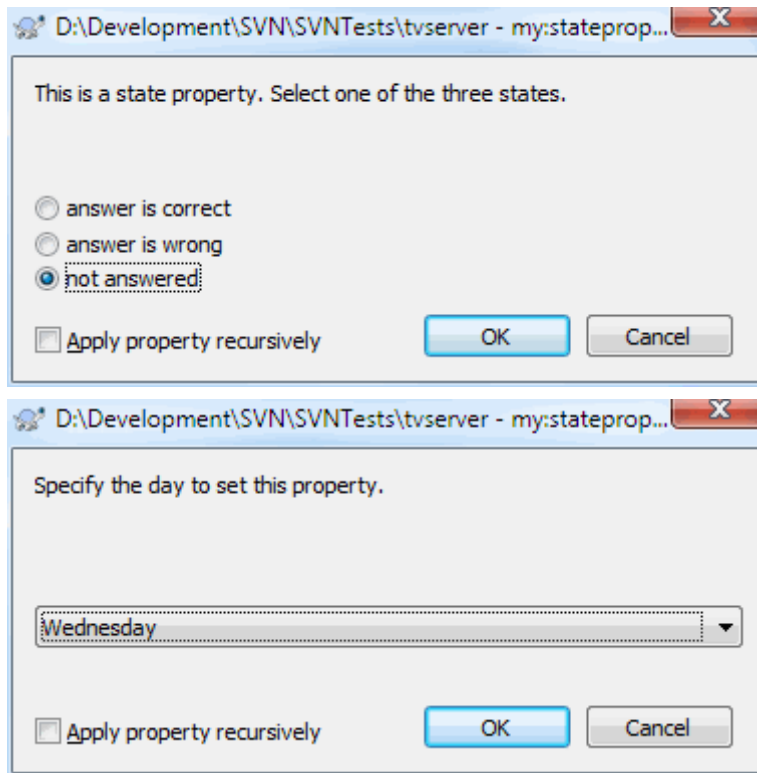 D:\Development\SVN\SVNTests\tvserver - my:stateprop...
This is a state property. Select one of the three states.
answer is correct
answer is wrong
not answered
Apply property recursively OK Cancel
D:\Development\SVN\SVNTests\tvserver - my:stateprop...
Specify the day to set this property.
Wednesday
Apply property recursively OK Cancel